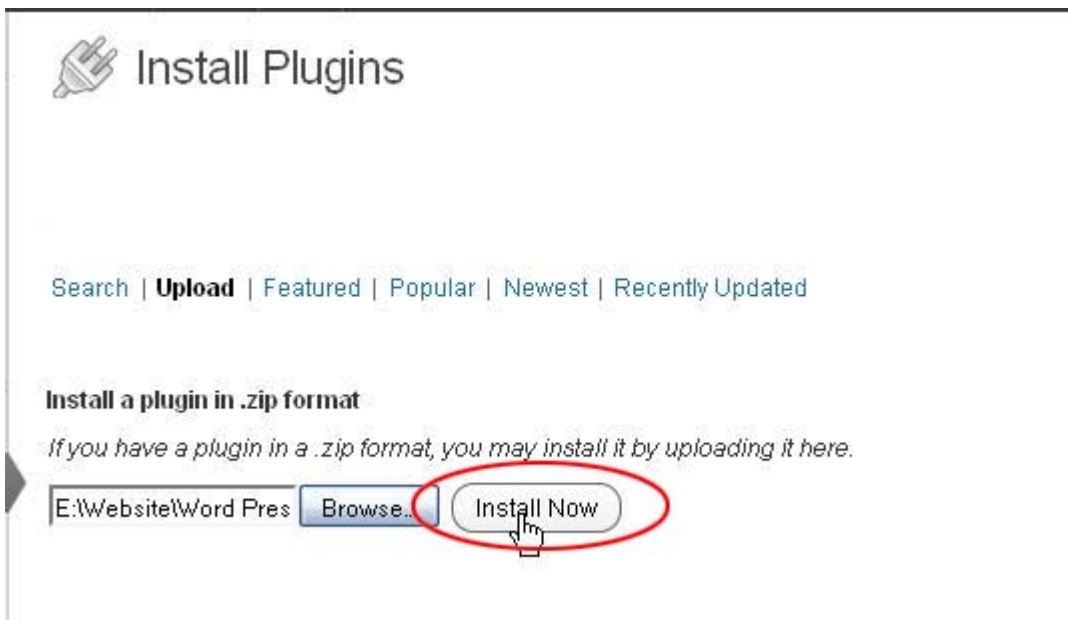 Install Plugins
Search | Upload | Featured | Popular | Newest | Recently Updated
Install a plugin in .zip format
If you have a plugin in a .zip format, you may install it by uploading it here.
E:\Website\Word Pres Browse... Install Now